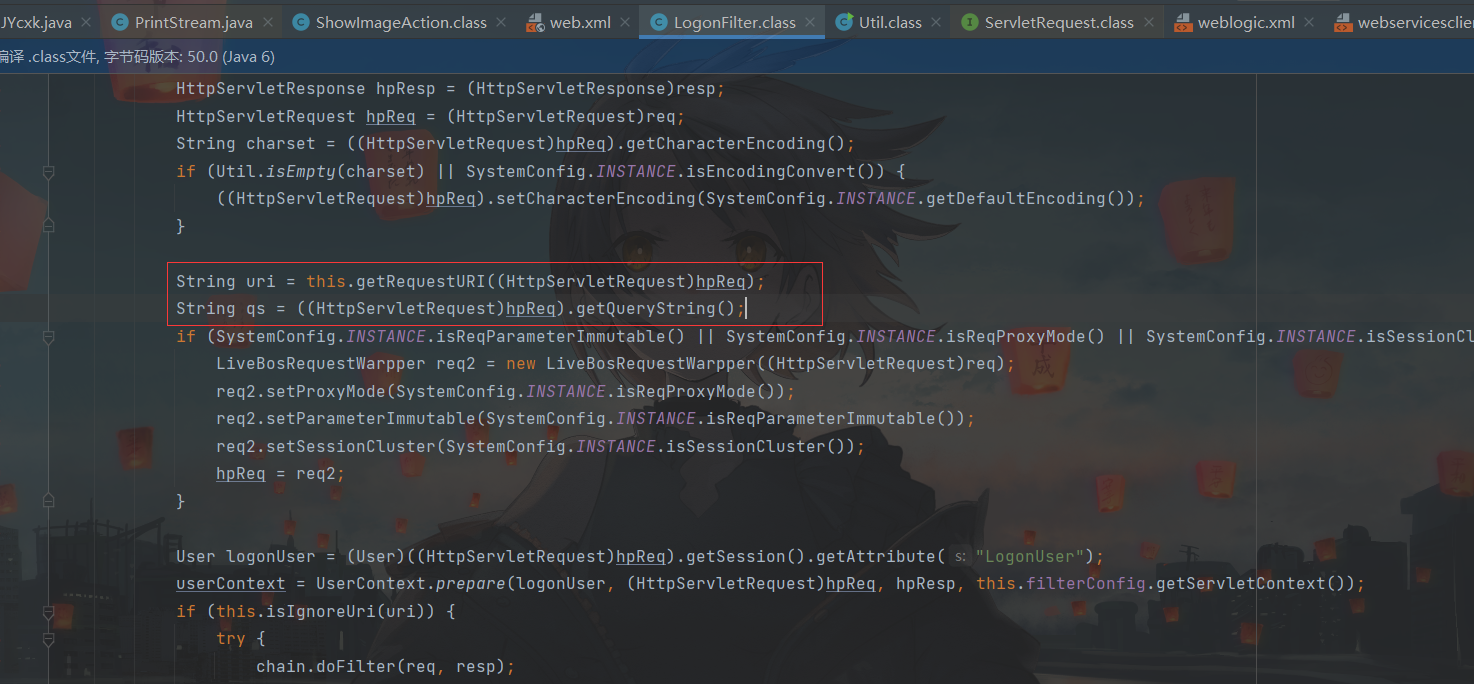 JYcxk.java PrintStream.java ShowImageAction.class web.xml LogonFilter.class Util.class ServletRequest.class weblogic.xml webservicesclie
编译 .class文件, 字节码版本: 50.0 (Java 6)
HttpServletResponse hpResp = (HttpServletResponse)resp;
HttpServletRequest hpReq = (HttpServletRequest)req;
String charset = ((HttpServletRequest)hpReq).getCharacterEncoding();
if (Util.isEmpty(charset) || SystemConfig.INSTANCE.isEncodingConvert()) {
((HttpServletRequest)hpReq).setCharacterEncoding(SystemConfig.INSTANCE.getDefaultEncoding());
}
String uri = this.getRequestURI((HttpServletRequest)hpReq);
String qs = ((HttpServletRequest)hpReq).getQueryString();
if (SystemConfig.INSTANCE.isReqParameterImmutable() || SystemConfig.INSTANCE.isReqProxyMode() || SystemConfig.INSTANCE.isSessionCl
LiveBosRequestWarpper req2 = new LiveBosRequestWarpper((HttpServletRequest)req);
req2.setProxyMode(SystemConfig.INSTANCE.isReqProxyMode());
req2.setParameterImmutable(SystemConfig.INSTANCE.isReqParameterImmutable());
req2.setSessionCluster(SystemConfig.INSTANCE.isSessionCluster());
hpReq = req2;
}
User logonUser = (User)((HttpServletRequest)hpReq).getSession().getAttribute( s: "LogonUser");
userContext = UserContext.prepare(logonUser, (HttpServletRequest)hpReq, hpResp, this.filterConfig.getServletContext());
if (this.isIgnoreUri(uri)) {
try {
chain.doFilter(req, resp);